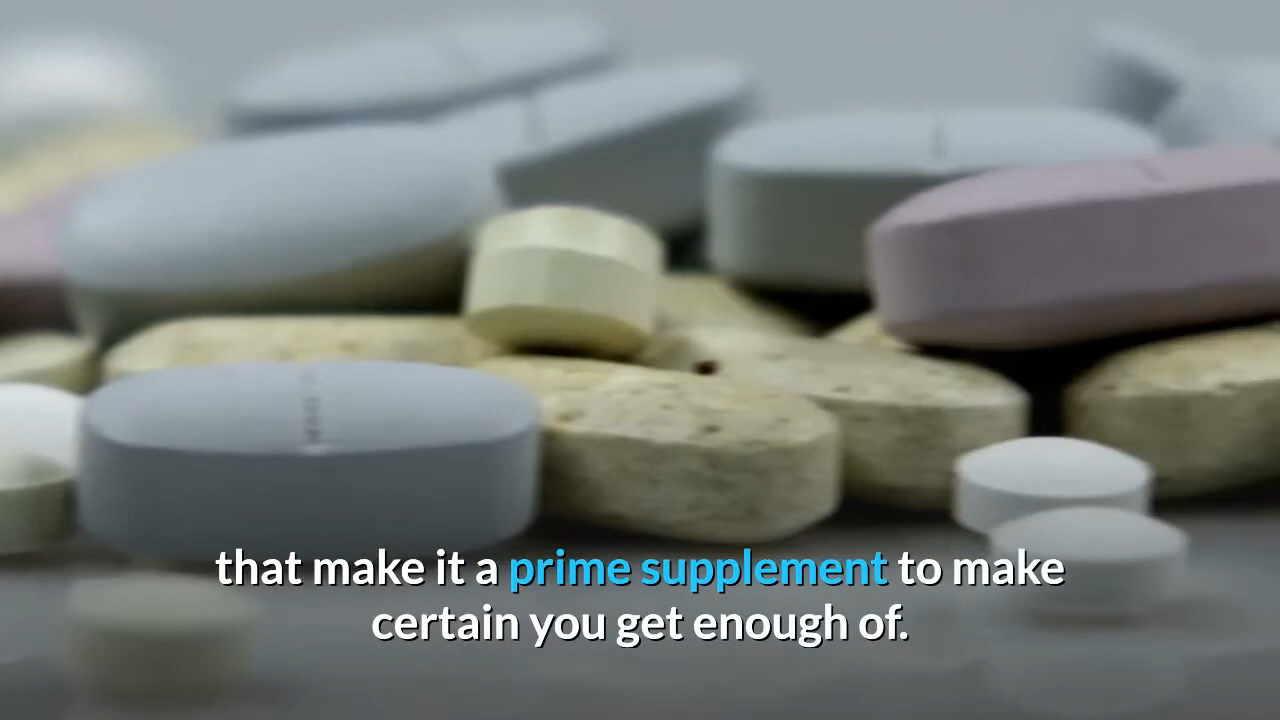 that make it a prime supplement to make
certain you get enough of.